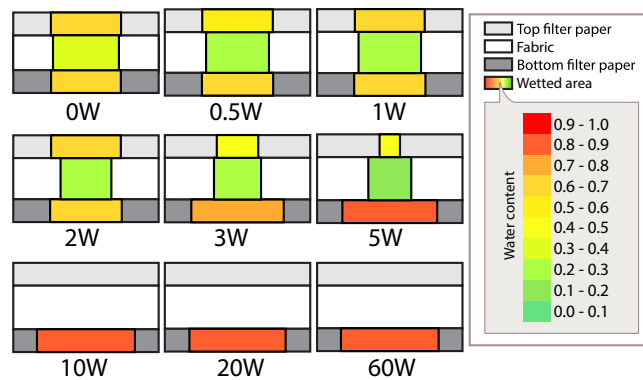 0W
0.5W
1W
2W
3W
5W
10W
20W
60W
Top filter paper
Fabric
Bottom filter paper
Wetted area
Water content
0.9 - 1.0
0.8 - 0.9
0.7 - 0.8
0.6 - 0.7
0.5 - 0.6
0.4 - 0.5
0.3 - 0.4
0.2 - 0.3
0.1 - 0.2
0.0 - 0.1